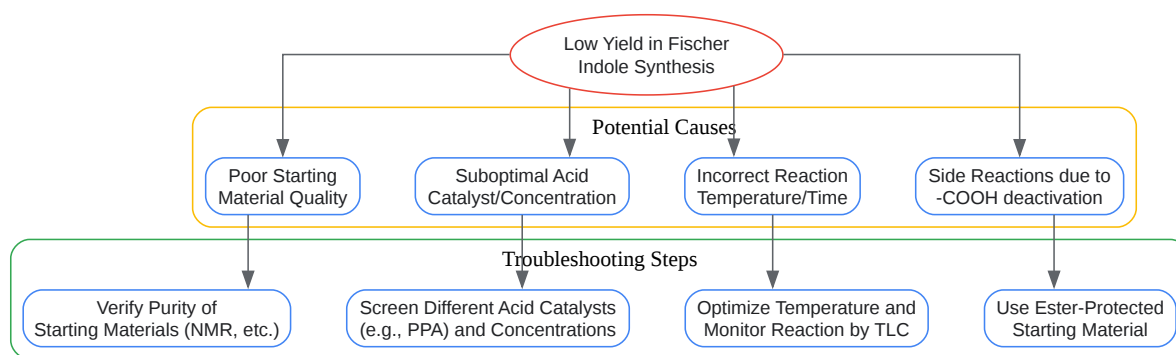 Low Yield in Fischer
Indole Synthesis
Potential Causes
Poor Starting
Material Quality
Suboptimal Acid
Catalyst/Concentration
Incorrect Reaction
Temperature/Time
Side Reactions due to
-COOH deactivation
Troubleshooting Steps
Verify Purity of
Starting Materials (NMR, etc.)
Screen Different Acid Catalysts
(e.g., PPA) and Concentrations
Optimize Temperature and
Monitor Reaction by TLC
Use Ester-Protected
Starting Material